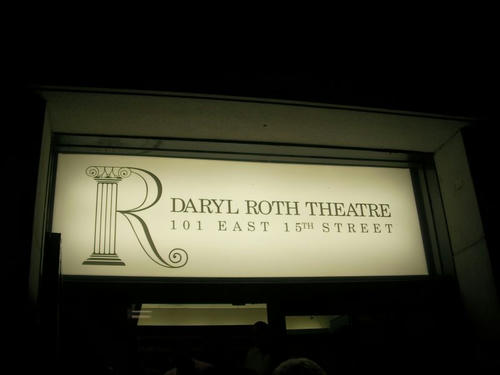 R
DARYL ROTH THEATRE
101 EAST 15TH STREET